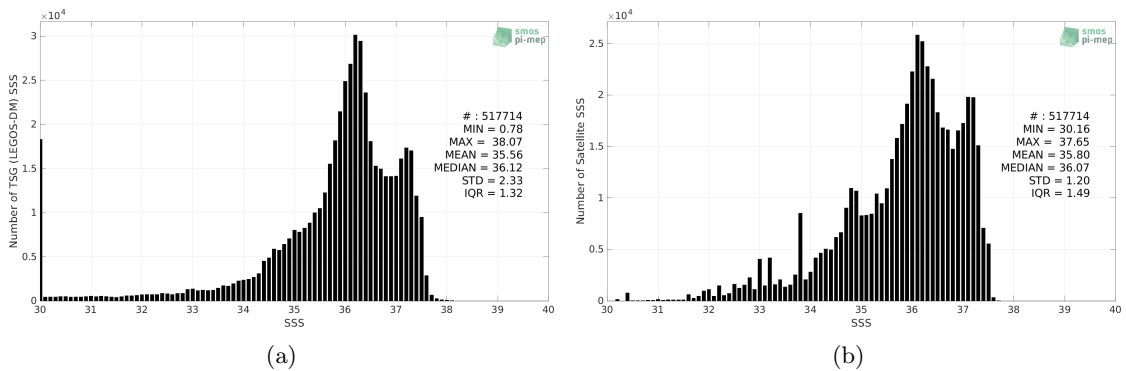 ×10⁴
3
2.5
2
1.5
1
0.5
0
Number of TSG (LEGOS-DM) SSS
30
31
32
33
34
35
36
37
38
39
40
SSS
smos
pi-mep
# : 517714
MIN = 0.78
MAX = 38.07
MEAN = 35.56
MEDIAN = 36.12
STD = 2.33
IQR = 1.32
(a)
×10⁴
2.5
2
1.5
1
0.5
0
Number of Satellite SSS
30
31
32
33
34
35
36
37
38
39
40
SSS
smos
pi-mep
# : 517714
MIN = 30.16
MAX = 37.65
MEAN = 35.80
MEDIAN = 36.07
STD = 1.20
IQR = 1.49
(b)